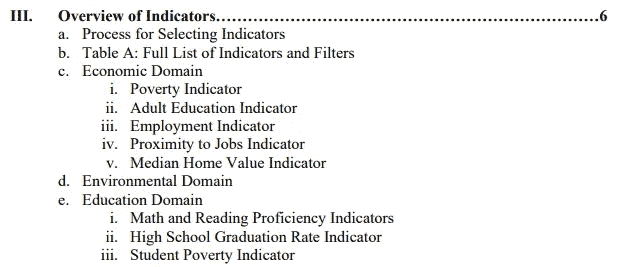 III. Overview of Indicators..........................................................................................6
a. Process for Selecting Indicators
b. Table A: Full List of Indicators and Filters
c. Economic Domain
i. Poverty Indicator
ii. Adult Education Indicator
iii. Employment Indicator
iv. Proximity to Jobs Indicator
v. Median Home Value Indicator
d. Environmental Domain
e. Education Domain
i. Math and Reading Proficiency Indicators
ii. High School Graduation Rate Indicator
iii. Student Poverty Indicator